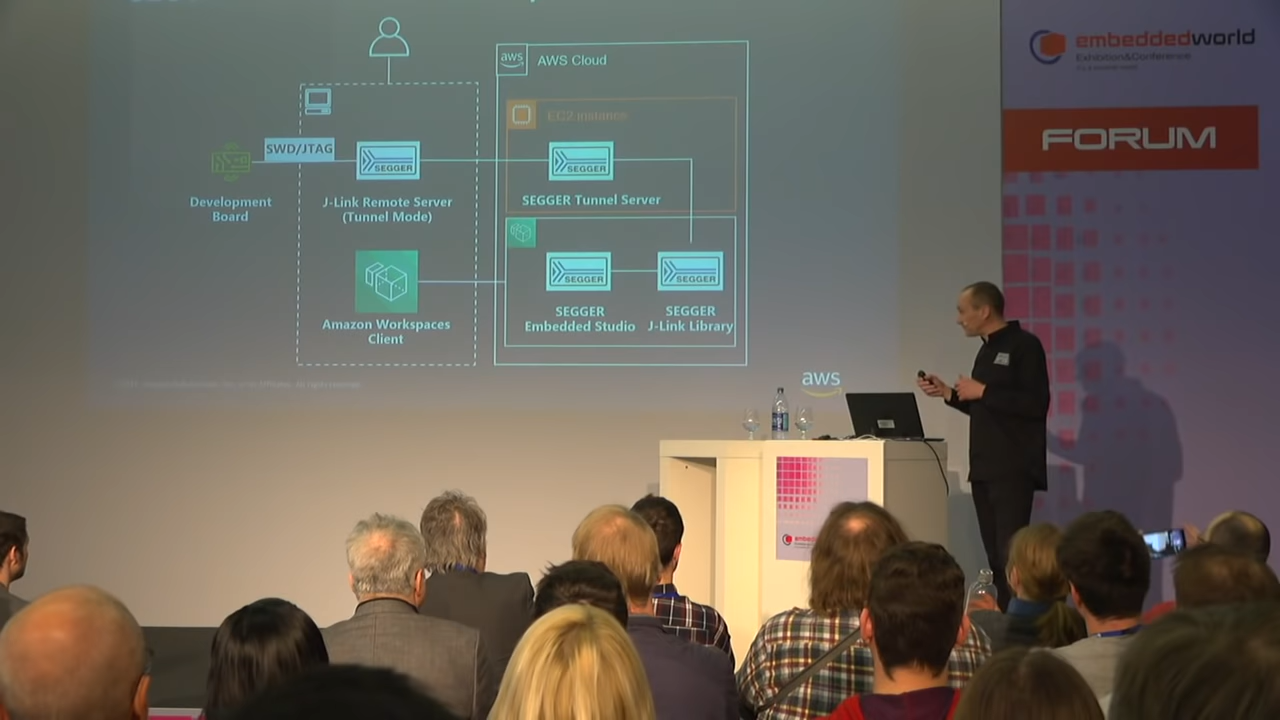 aws
AWS Cloud
EC2 Instance
SWD/JTAG
SEGGER
SEGGER
Development
Board
J-Link Remote Server
(Tunnel Mode)
SEGGER Tunnel Server
SEGGER
SEGGER
Amazon Workspaces
Client
SEGGER
Embedded Studio
SEGGER
J-Link Library
aws
embeddedworld
Exhibition&Conference
FORUM